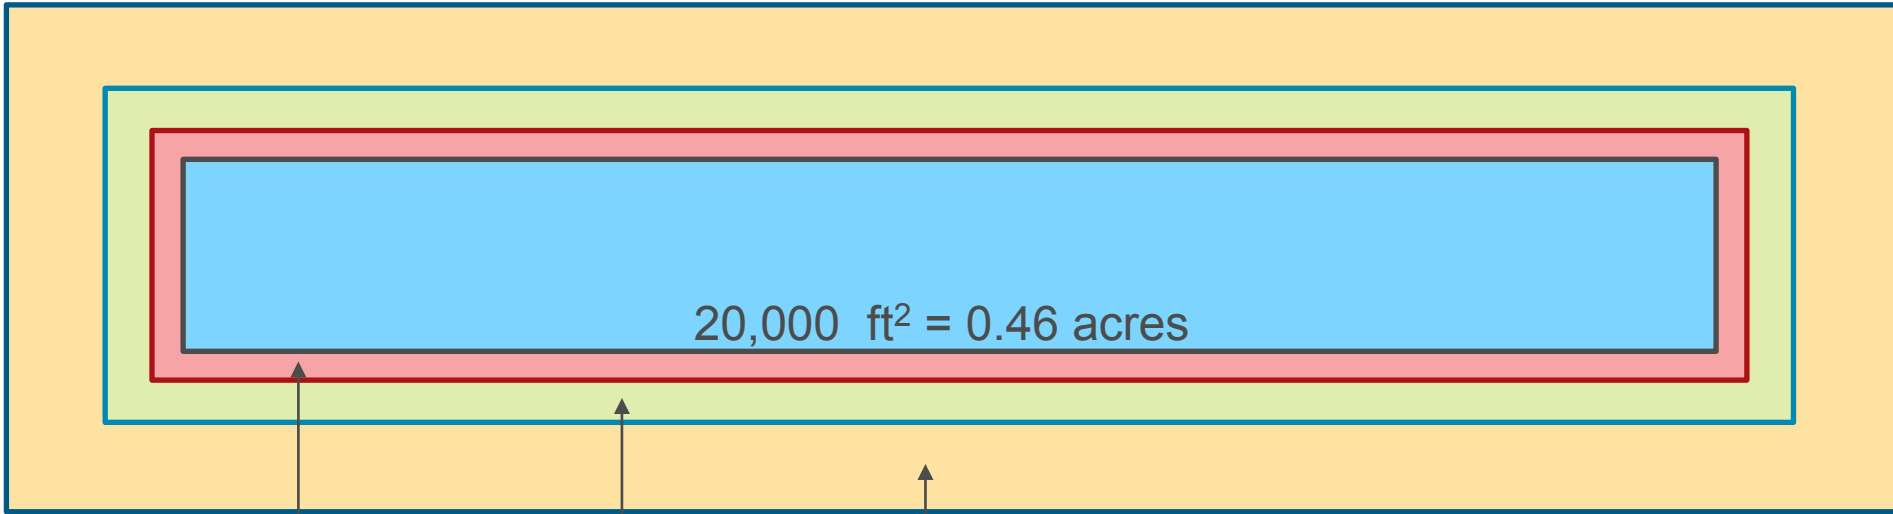 20,000 ft² = 0.46 acres